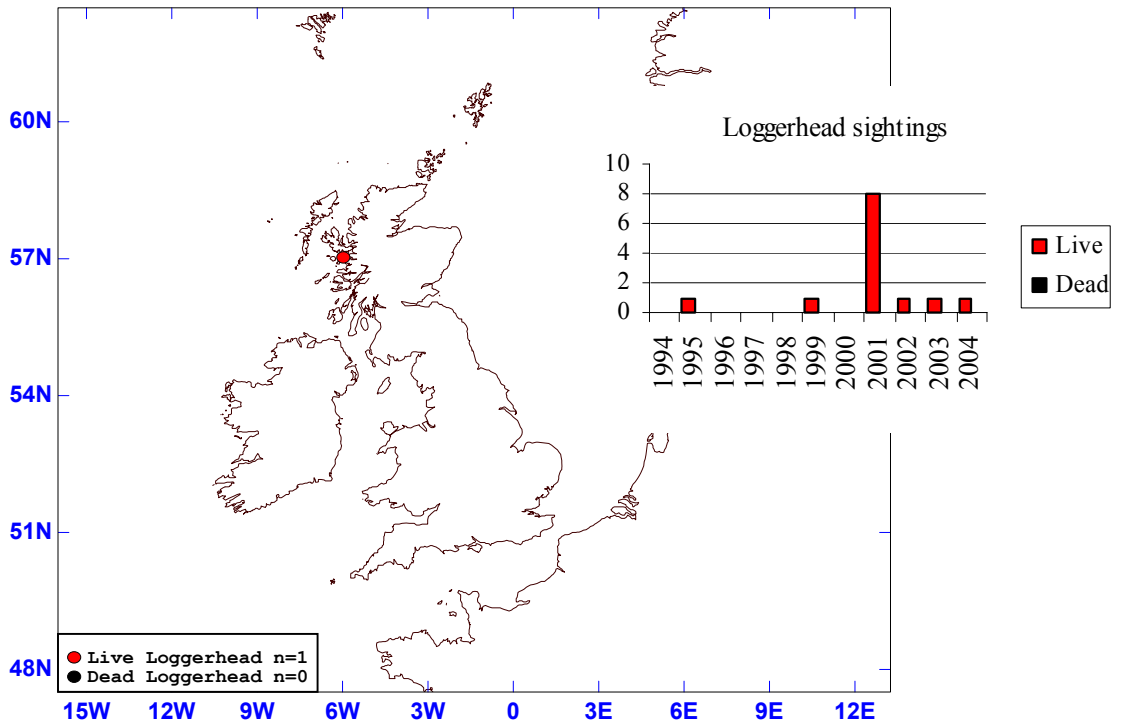 60N
57N
54N
51N
48N
15W 12W 9W 6W 3W 0 3E 6E 9E 12E
Loggerhead sightings
10
8
6
4
2
0
1994 1995 1996 1997 1998 1999 2000 2001 2002 2003 2004
Live
Dead
Live Loggerhead n=1
Dead Loggerhead n=0